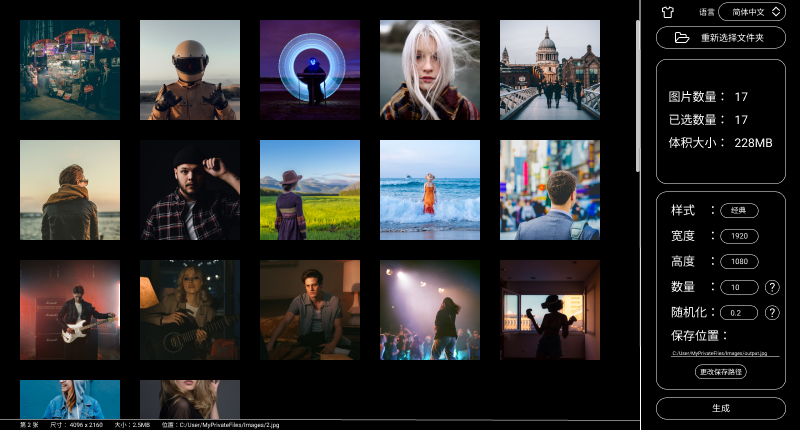 语言 简体中文
重新选择文件夹
图片数量： 17
已选数量： 17
体积大小： 228MB
样式 ： 经典
宽度 ： 1920
高度 ： 1080
数量 ： 10 ?
随机化： 0.2 ?
保存位置：
C:/User/MyPrivateFiles/Images/output.jpg
更改保存路径
生成
第 2 张 尺寸： 4096 x 2160 大小：2.5MB 位置：C:/User/MyPrivateFiles/Images/2.jpg